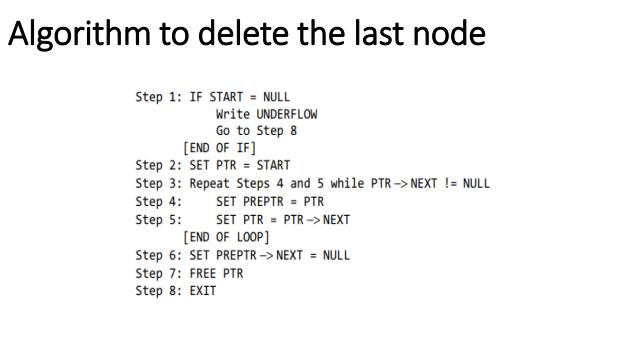 Algorithm to delete the last node
Step 1: IF START = NULL
Write UNDERFLOW
Go to Step 8
[END OF IF]
Step 2: SET PTR = START
Step 3: Repeat Steps 4 and 5 while PTR -> NEXT != NULL
Step 4: SET PREPTR = PTR
Step 5: SET PTR = PTR -> NEXT
[END OF LOOP]
Step 6: SET PREPTR -> NEXT = NULL
Step 7: FREE PTR
Step 8: EXIT